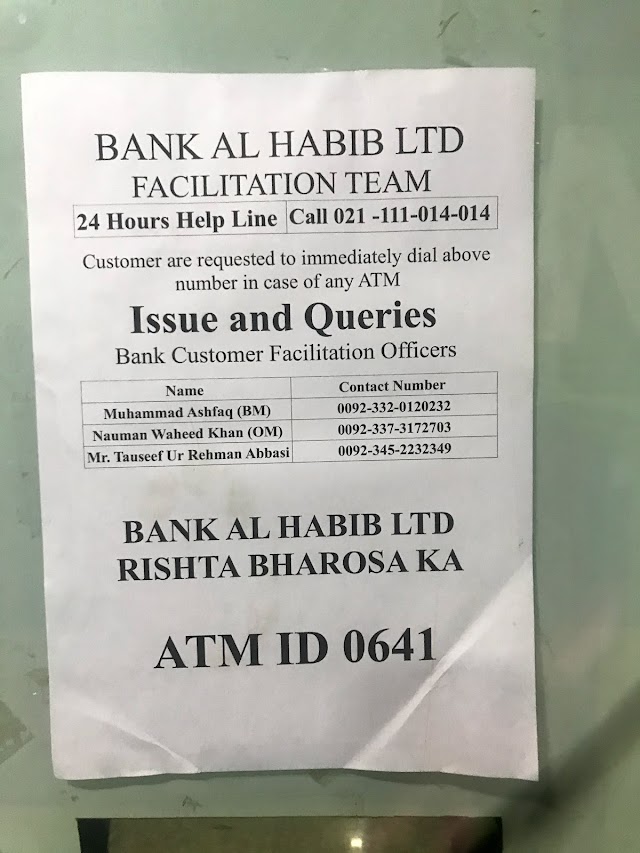 BANK AL HABIB LTD
FACILITATION TEAM
24 Hours Help Line Call 021 -111-014-014
Customer are requested to immediately dial above
number in case of any ATM
Issue and Queries
Bank Customer Facilitation Officers
Name Contact Number
Muhammad Ashfaq (BM) 0092-332-0120232
Nauman Waheed Khan (OM) 0092-337-3172703
Mr. Tauseef Ur Rehman Abbasi 0092-345-2232349
BANK AL HABIB LTD
RISHTA BHAROSA KA
ATM ID 0641